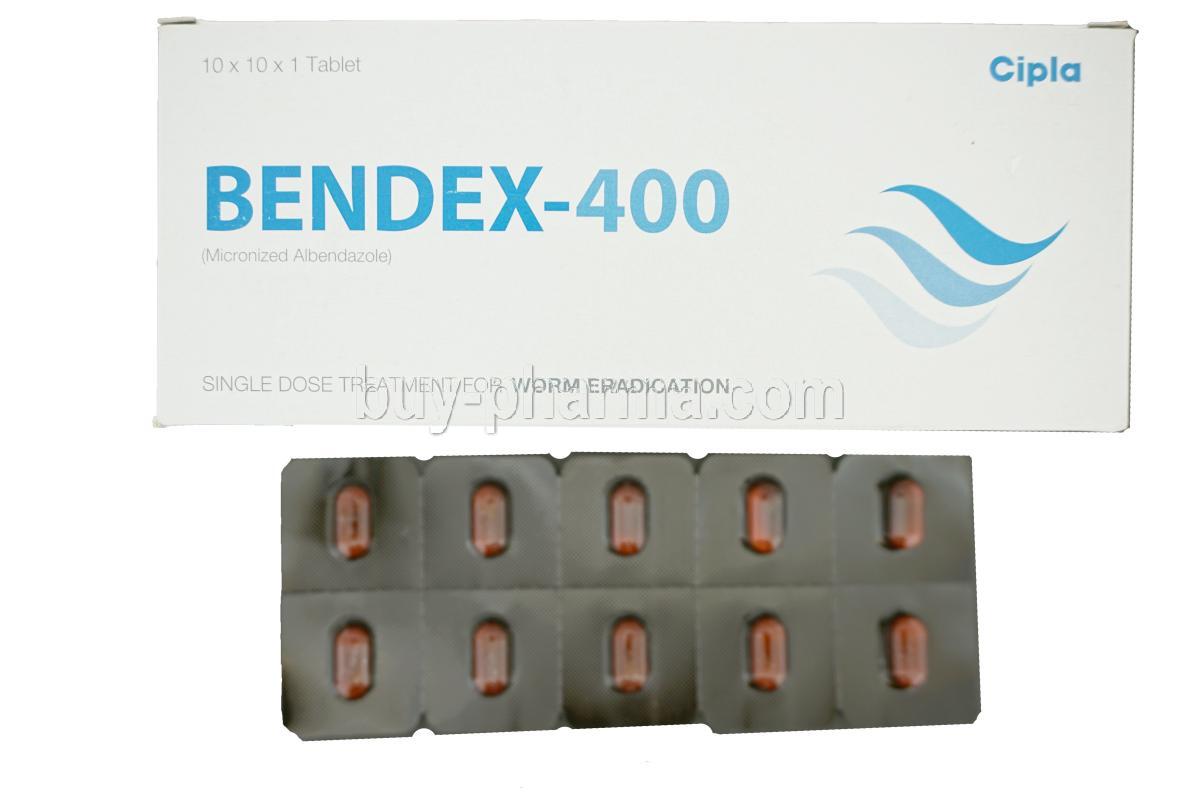 10 x 10 x 1 Tablet
Cipla
BENDEX-400
(Micronized Albendazole)
SINGLE DOSE TREATMENT FOR WORM ERADICATION
buy-pharma.com